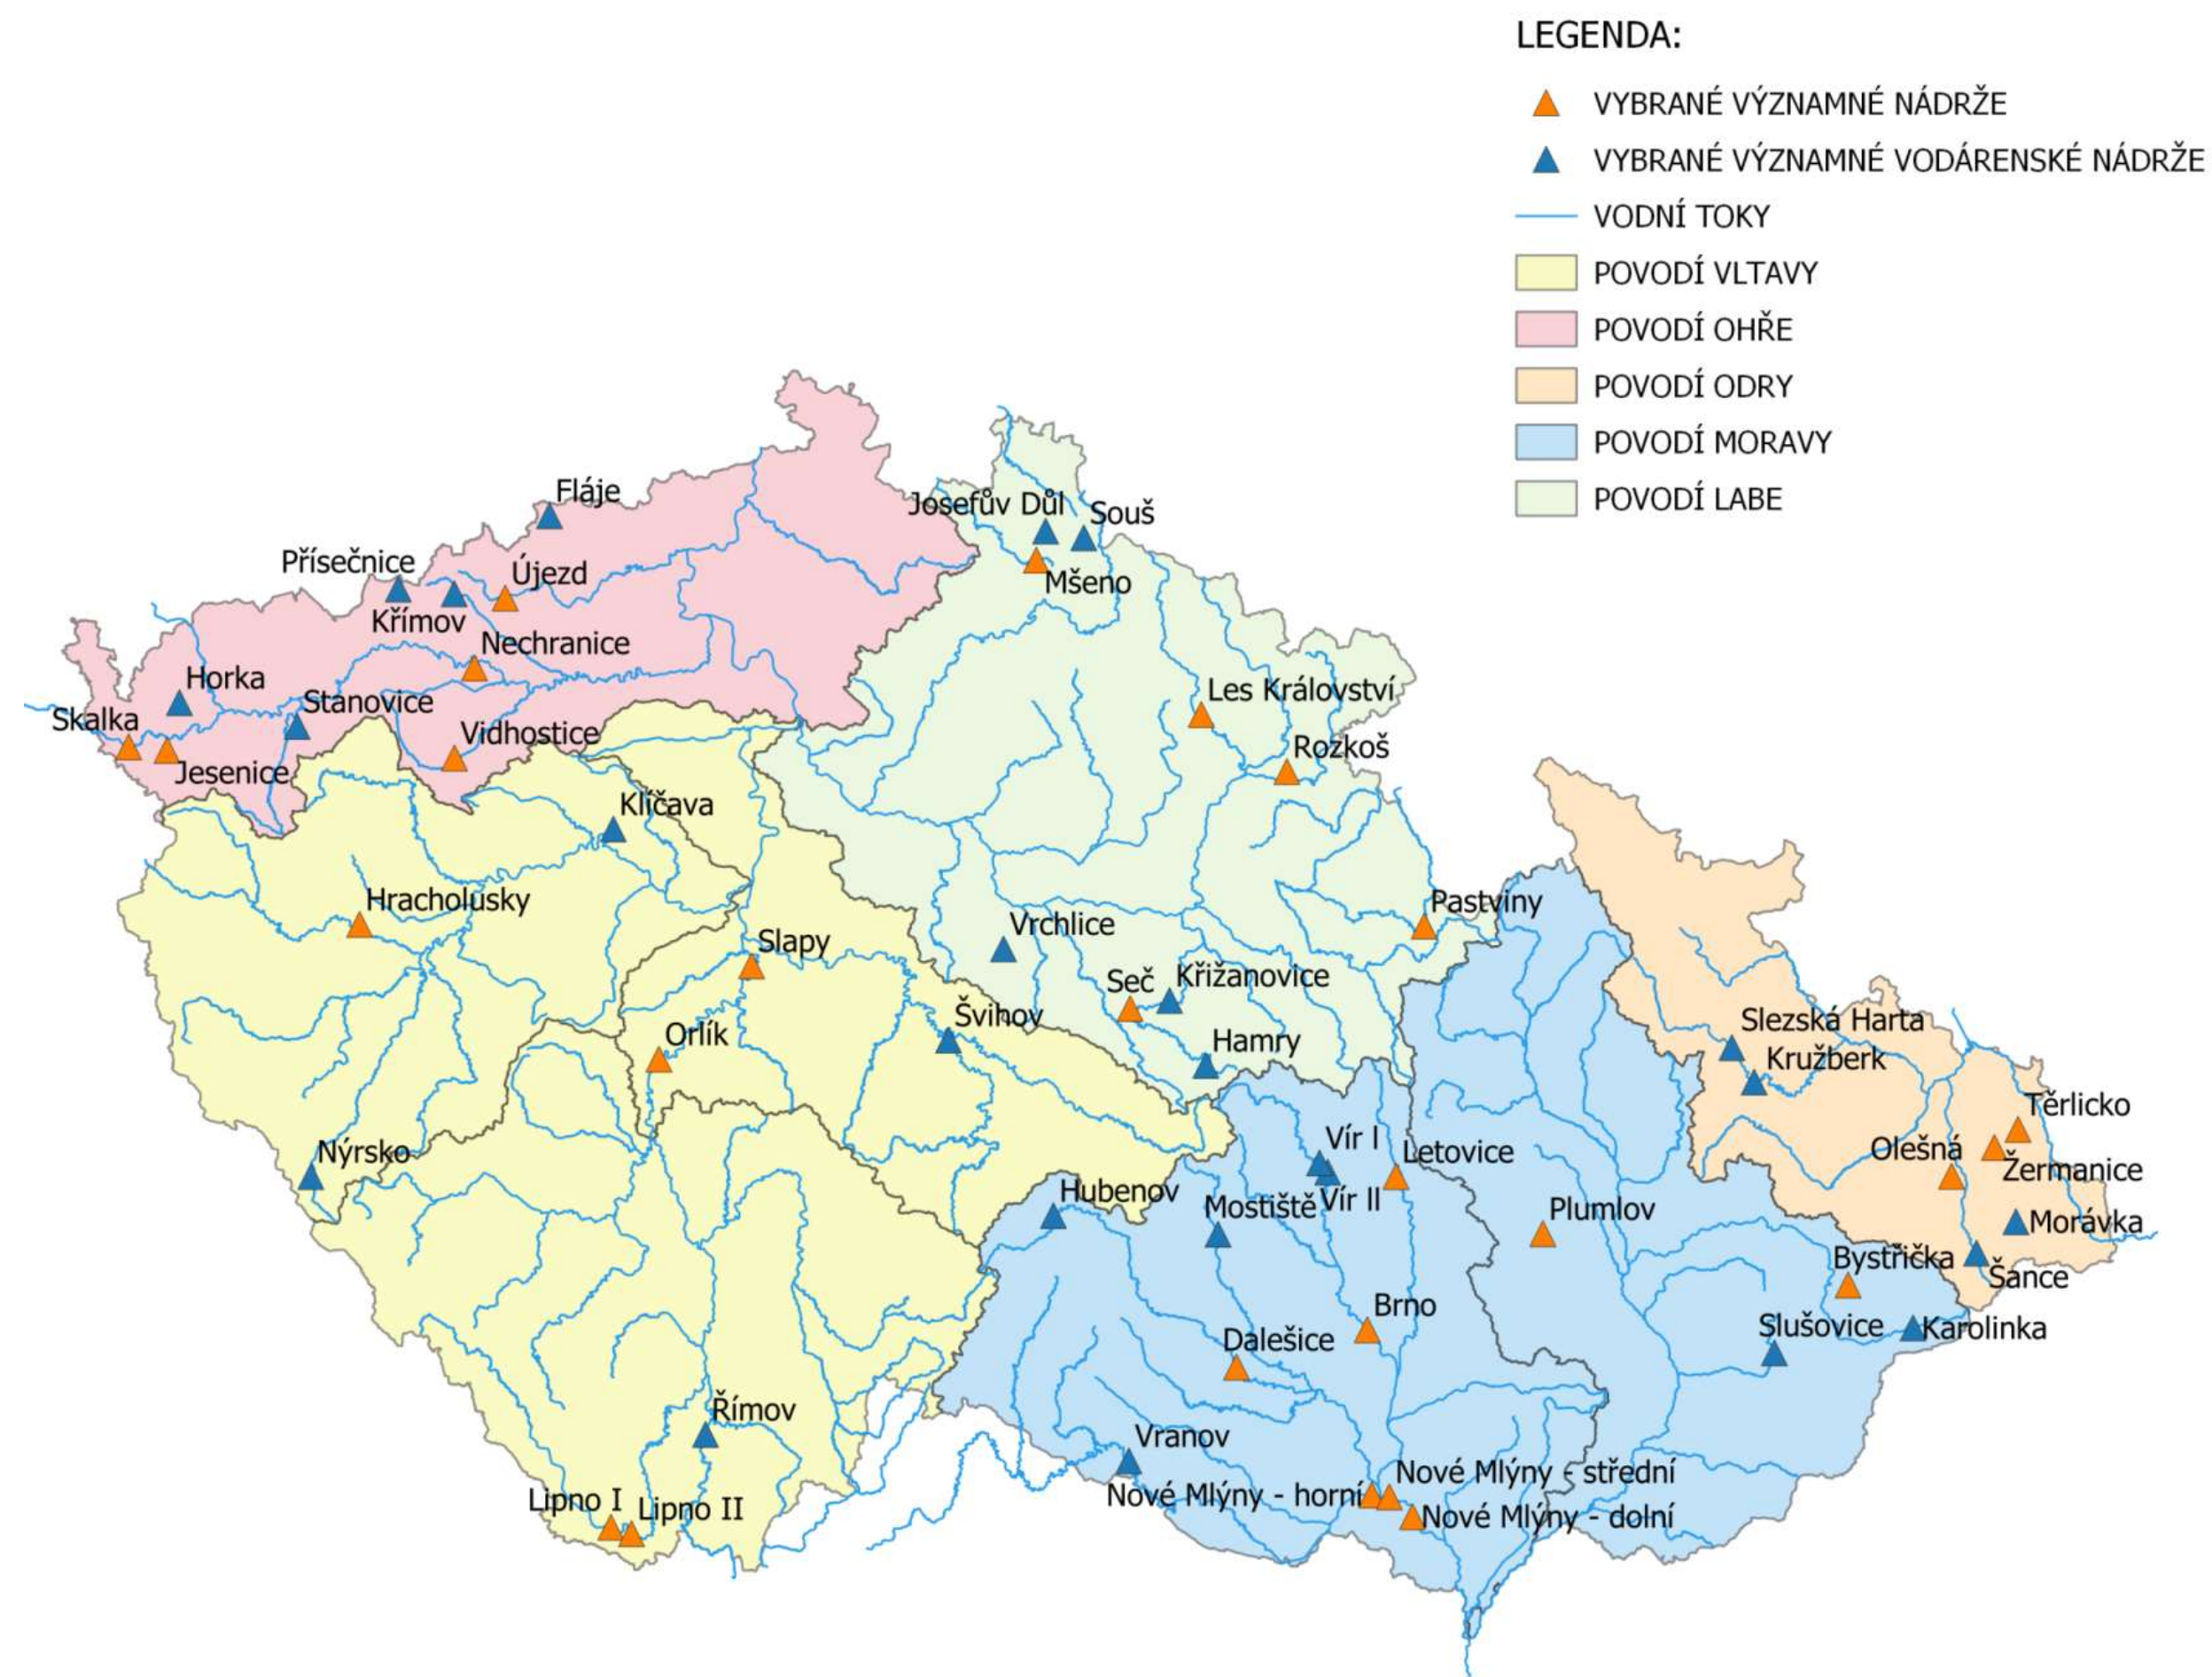 LEGENDA:
VYBRANÉ VÝZNAMNÉ NÁDRŽE
VYBRANÉ VÝZNAMNÉ VODÁRENSKÉ NÁDRŽE
VODNÍ TOKY
POVODÍ VLTAVY
POVODÍ OHŘE
POVODÍ ODRY
POVODÍ MORAVY
POVODÍ LABE
Fláje
Josefův Důl
Souš
Přísečnice
Újezd
Mšeno
Křímov
Nechranice
Horka
Stanovice
Les Království
Skalka
Vidhostice
Rozkoš
Jesenice
Klíčava
Hracholusky
Pastviny
Vrchlice
Slapy
Seč
Křižanovice
Švihov
Orlík
Hamry
Slezská Harta
Kružberk
Těrlicko
Vír I
Letovice
Olešná
Žermanice
Nýrsko
Hubenov
Mostiště
Vír II
Plumlov
Morávka
Bystřička
Šance
Brno
Slušovice
Karolinka
Dalešice
Římov
Vranov
Nové Mlýny - střední
Nové Mlýny - horní
Nové Mlýny - dolní
Lipno I
Lipno II